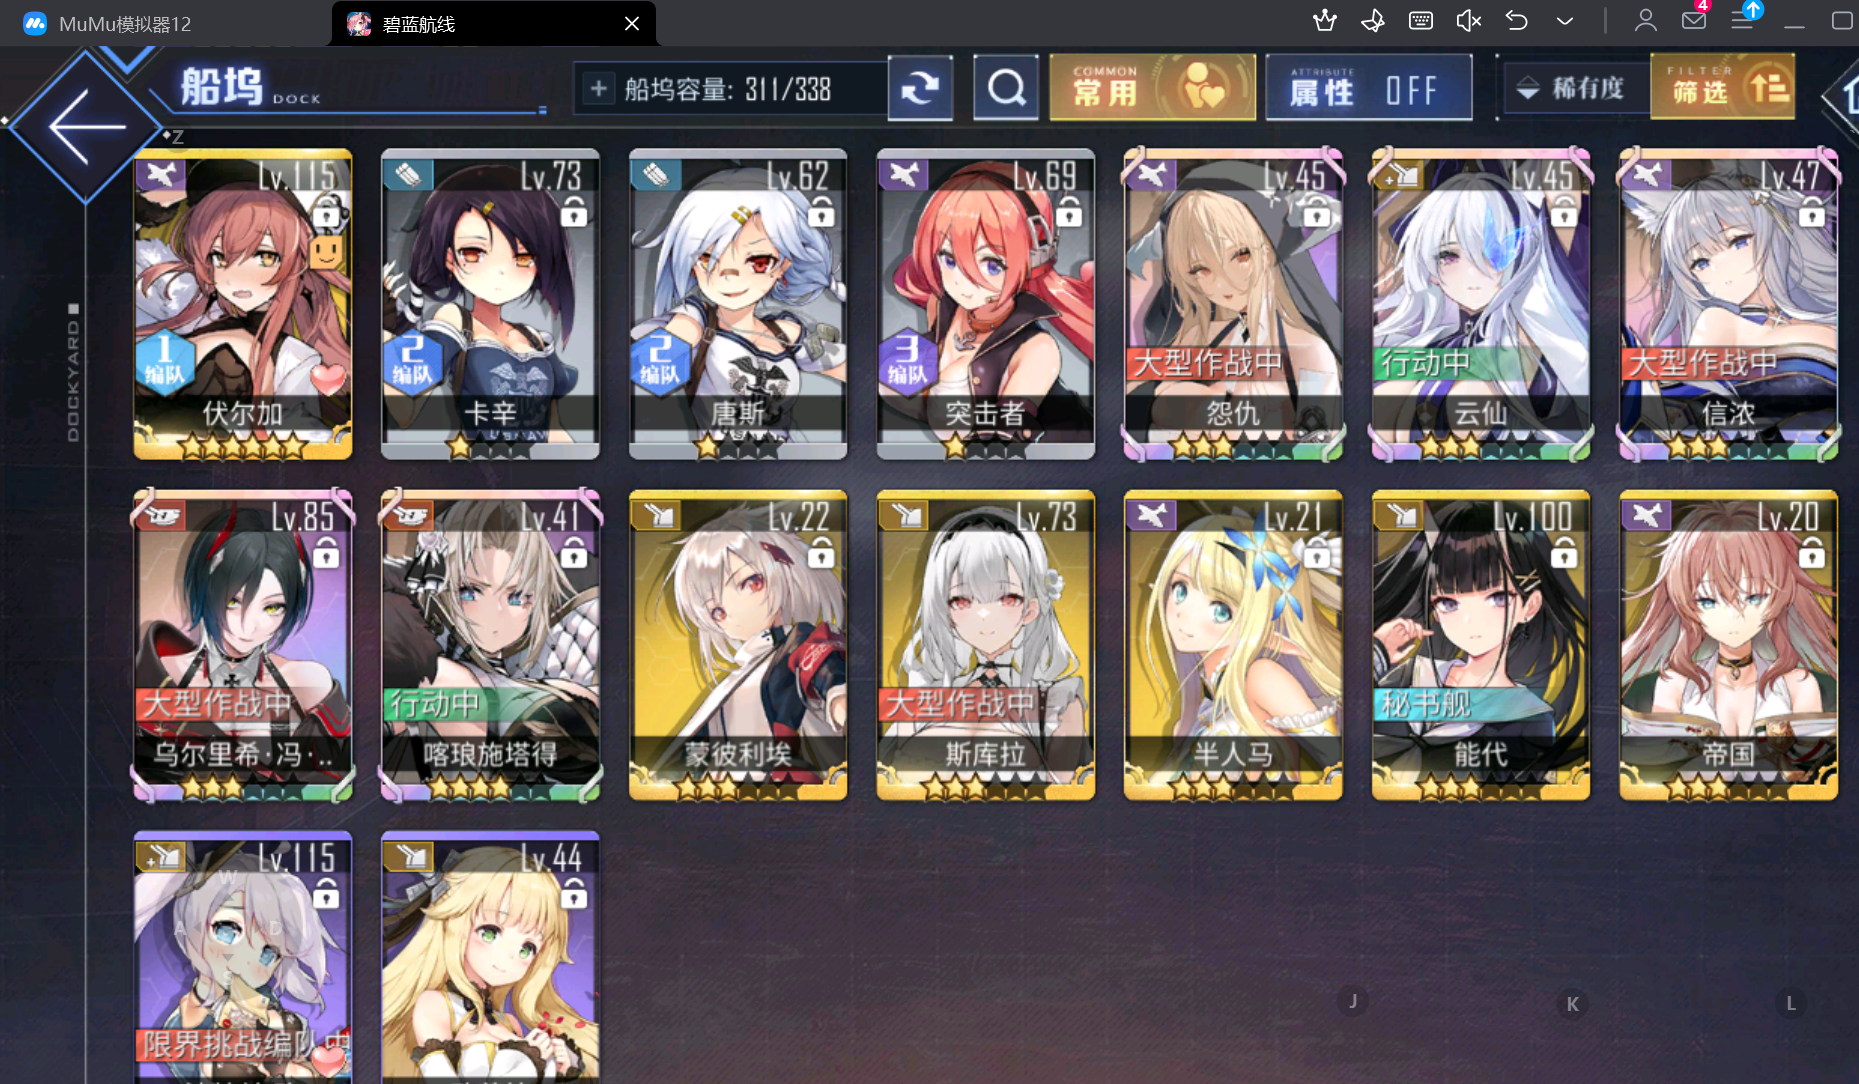 MuMu模拟器12
碧蓝航线
4
船坞 DOCK
船坞容量: 311/338
COMMON
常用
ATTRIBUTE
属性 OFF
稀有度
FILTER
筛选
Z
DOCKYARD
Lv.115
1
编队
伏尔加
Lv.73
2
编队
卡辛
Lv.62
2
编队
唐斯
Lv.69
3
编队
突击者
Lv.45
大型作战中
怨仇
Lv.45
行动中
云仙
Lv.47
大型作战中
信浓
Lv.85
大型作战中
乌尔里希·冯·..
Lv.41
行动中
喀琅施塔得
Lv.22
蒙彼利埃
Lv.73
大型作战中
斯库拉
Lv.21
半人马
Lv.100
秘书舰
能代
Lv.20
帝国
Lv.115
W
A
D
S
限界挑战编队中
Lv.44
J
K
L